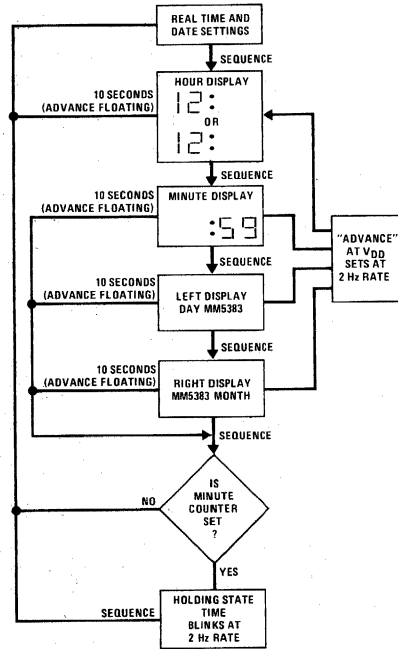 REAL TIME AND
DATE SETTINGS
SEQUENCE
10 SECONDS
(ADVANCE FLOATING)
HOUR DISPLAY
12:
OR
12:
SEQUENCE
10 SECONDS
(ADVANCE FLOATING)
MINUTE DISPLAY
:59
"ADVANCE"
AT VDD
SETS AT
2 Hz RATE
SEQUENCE
10 SECONDS
(ADVANCE FLOATING)
LEFT DISPLAY
DAY MM5383
SEQUENCE
10 SECONDS
(ADVANCE FLOATING)
RIGHT DISPLAY
MM5383 MONTH
SEQUENCE
IS
MINUTE
COUNTER
SET
?
NO
YES
SEQUENCE
HOLDING STATE
TIME
BLINKS AT
2 Hz RATE